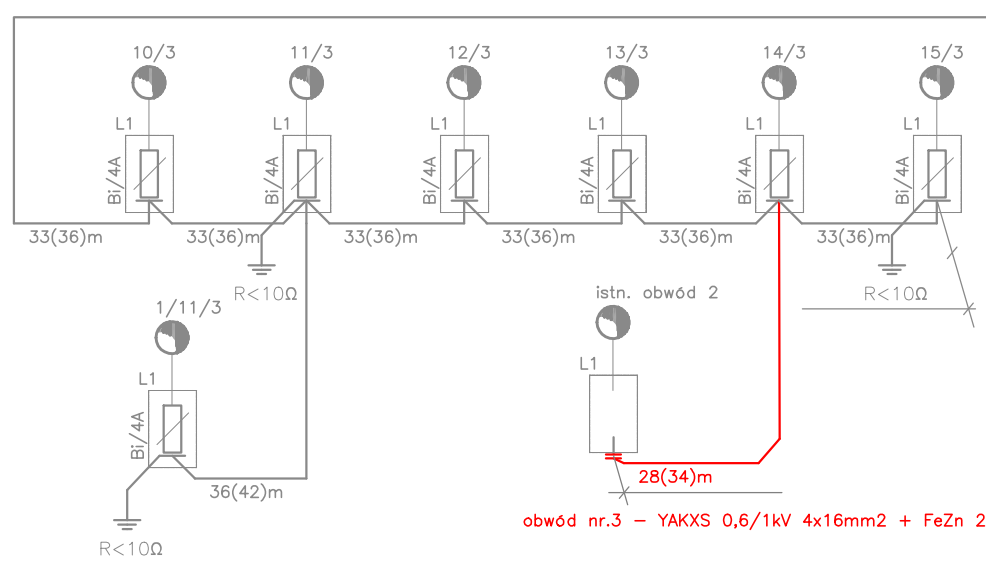 10/3 11/3 12/3 13/3 14/3 15/3
L1 L1 L1 L1 L1 L1
Bi/4A Bi/4A Bi/4A Bi/4A Bi/4A Bi/4A
33(36)m 33(36)m 33(36)m 33(36)m 33(36)m 33(36)m
R<10Ω R<10Ω
1/11/3 istn. obwód 2
L1 L1
Bi/4A
36(42)m 28(34)m
obwód nr.3 – YAKXS 0,6/1kV 4x16mm2 + FeZn 2
R<10Ω